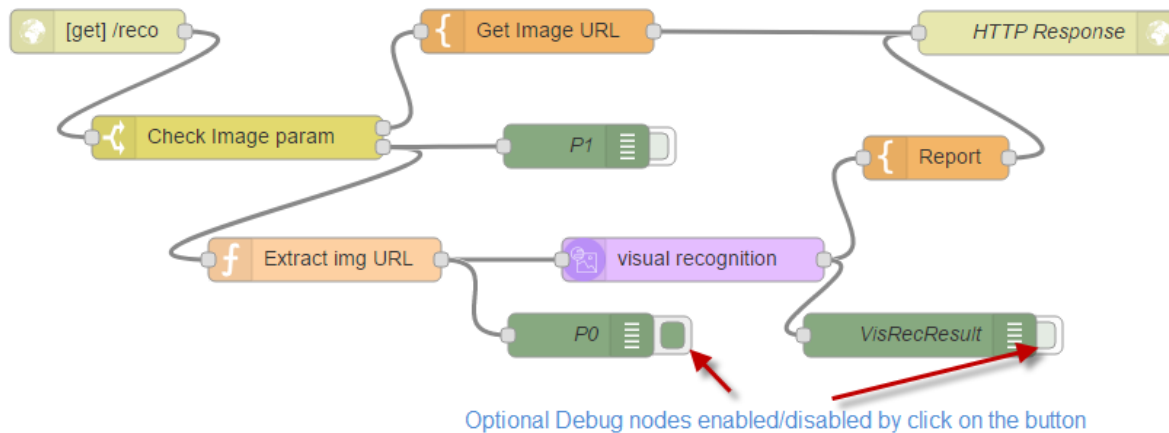 [get] /reco
Get Image URL
HTTP Response
Check Image param
P1
Report
Extract img URL
visual recognition
P0
VisRecResult
Optional Debug nodes enabled/disabled by click on the button